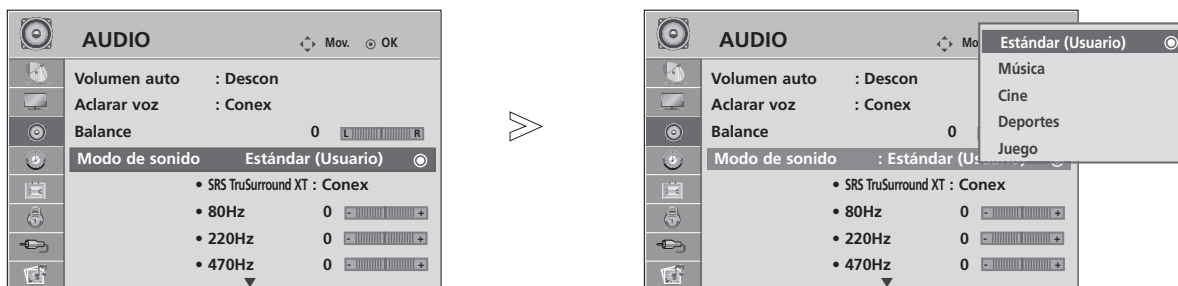 AUDIO Mov. OK
Volumen auto : Descon
Aclarar voz : Conex
Balance 0 L R
Modo de sonido Estándar (Usuario)
• SRS TruSurround XT : Conex
• 80Hz 0 - +
• 220Hz 0 - +
• 470Hz 0 - +
AUDIO Mo
Volumen auto : Descon
Aclarar voz : Conex
Balance 0
Modo de sonido : Estándar (Us
• SRS TruSurround XT : Conex
• 80Hz 0 - +
• 220Hz 0 - +
• 470Hz 0 - +
Estándar (Usuario)
Música
Cine
Deportes
Juego